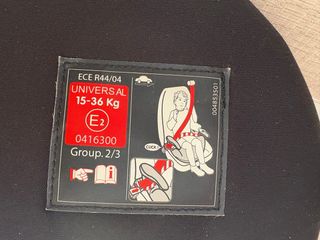 ECE R44/04
UNIVERSAL
15-36 Kg
E2
0416300
Group. 2/3
CLICK
004853501
i